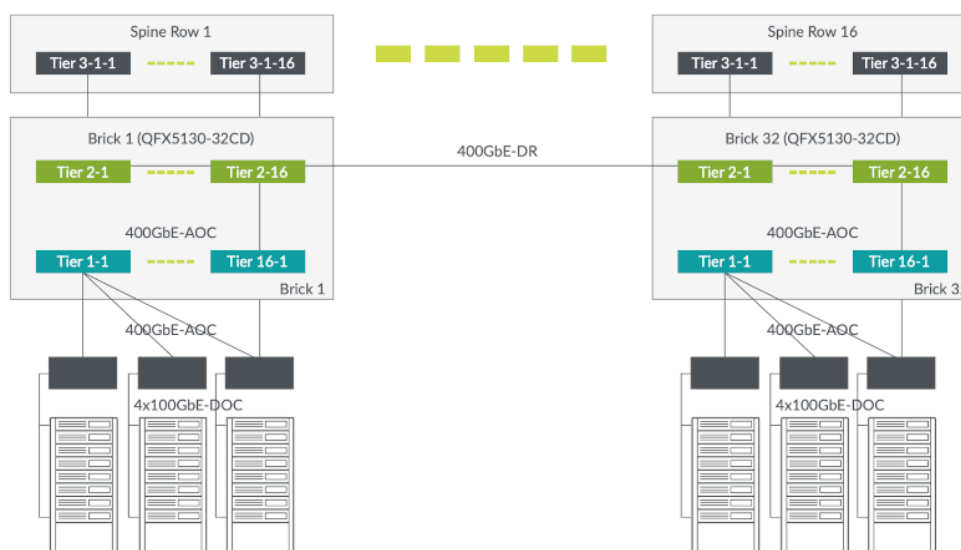 Spine Row 1
Spine Row 16
Tier 3-1-1
Tier 3-1-16
Tier 3-1-1
Tier 3-1-16
Brick 1 (QFX5130-32CD)
Brick 32 (QFX5130-32CD)
400GbE-DR
Tier 2-1
Tier 2-16
Tier 2-1
Tier 2-16
400GbE-AOC
400GbE-AOC
Tier 1-1
Tier 16-1
Tier 1-1
Tier 16-1
Brick 1
Brick 32
400GbE-AOC
400GbE-AOC
4x100GbE-DOC
4x100GbE-DOC